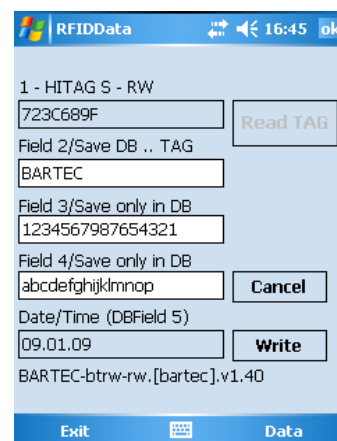 RFIDData 16:45 ok
1 - HITAG S - RW
723C689F
Read TAG
Field 2/Save DB .. TAG
BARTEC
Field 3/Save only in DB
1234567987654321
Field 4/Save only in DB
abcdefghijklmnop
Cancel
Date/Time (DBField 5)
09.01.09
Write
BARTEC-btrw-rw.[bartec].v1.40
Exit Data